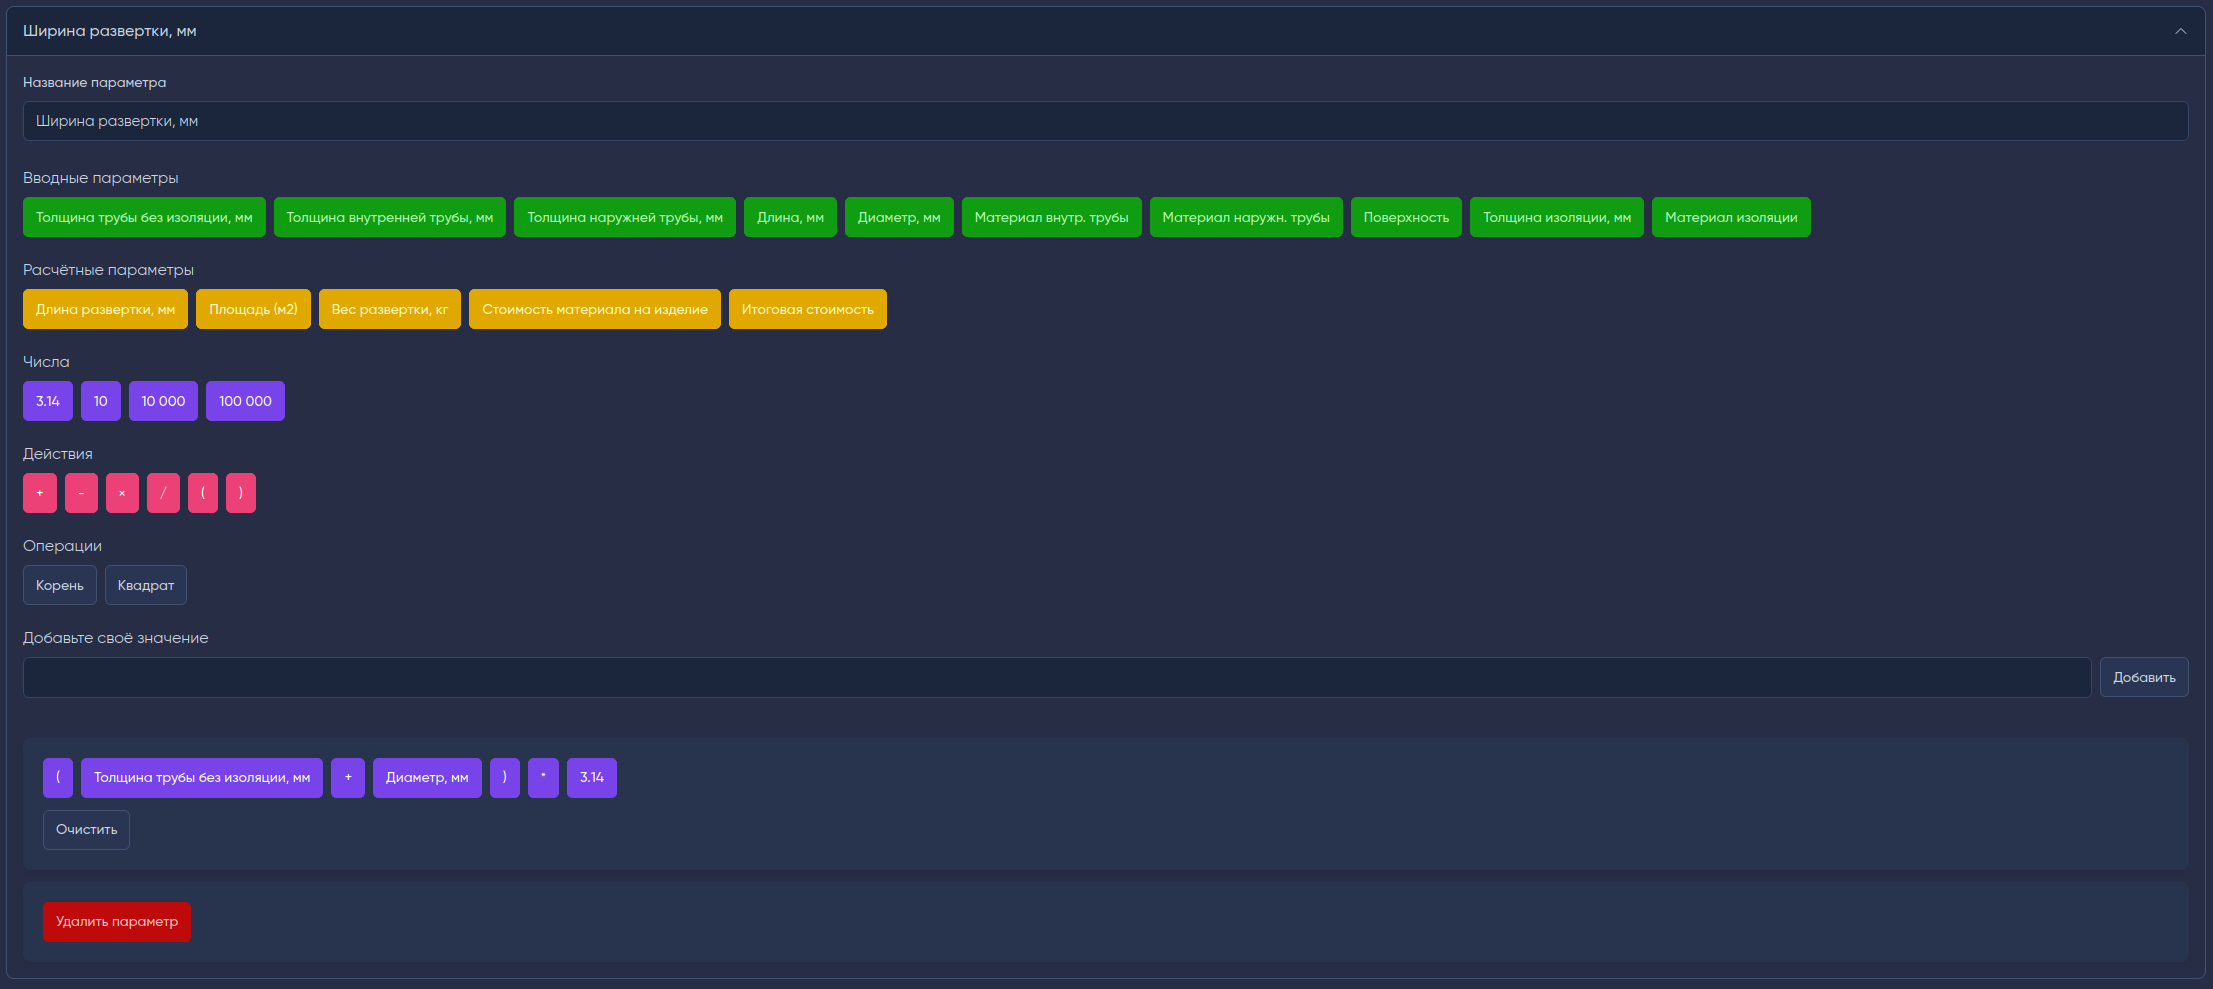 Ширина развертки, мм
Название параметра
Ширина развертки, мм
Вводные параметры
Толщина трубы без изоляции, мм Толщина внутренней трубы, мм Толщина наружней трубы, мм Длина, мм Диаметр, мм Материал внутр. трубы Материал наружн. трубы Поверхность Толщина изоляции, мм Материал изоляции
Расчётные параметры
Длина развертки, мм Площадь (м2) Вес развертки, кг Стоимость материала на изделие Итоговая стоимость
Числа
3.14 10 10 000 100 000
Действия
+ - × / ( )
Операции
Корень Квадрат
Добавьте своё значение
Добавить
( Толщина трубы без изоляции, мм + Диаметр, мм ) * 3.14
Очистить
Удалить параметр